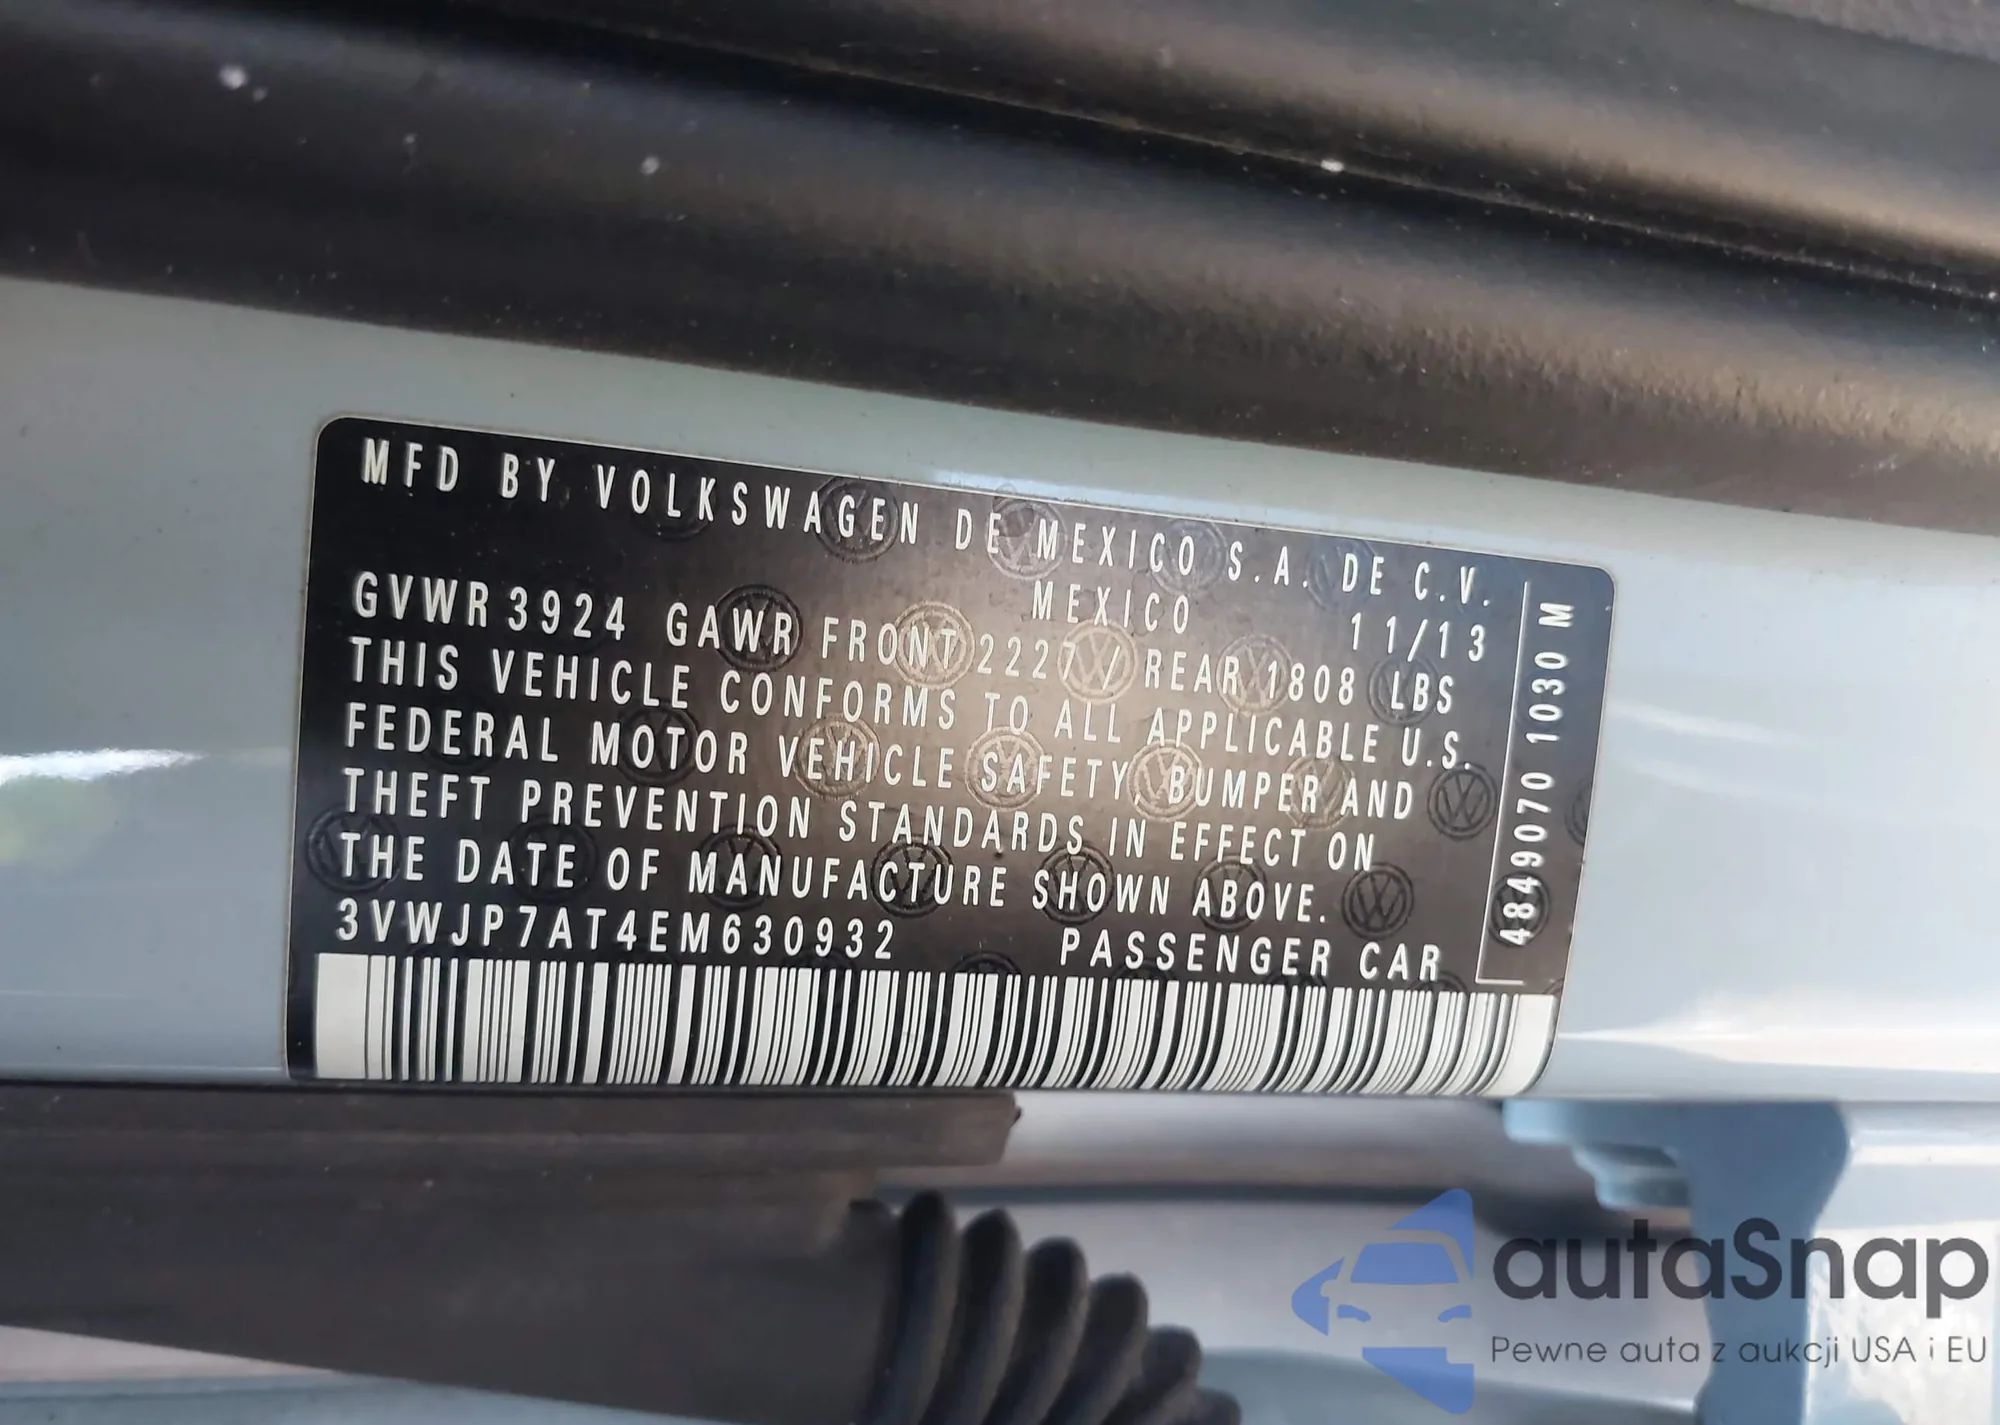 MFD BY VOLKSWAGEN DE MEXICO S.A. DE C.V.
MEXICO 11/13
GVWR 3924 GAWR FRONT 2227 / REAR 1808 LBS
THIS VEHICLE CONFORMS TO ALL APPLICABLE U.S.
FEDERAL MOTOR VEHICLE SAFETY, BUMPER AND
THEFT PREVENTION STANDARDS IN EFFECT ON
THE DATE OF MANUFACTURE SHOWN ABOVE.
3VWJP7AT4EM630932 PASSENGER CAR
4849070 1030 M
autaSnap
Pewne auta z aukcji USA i EU